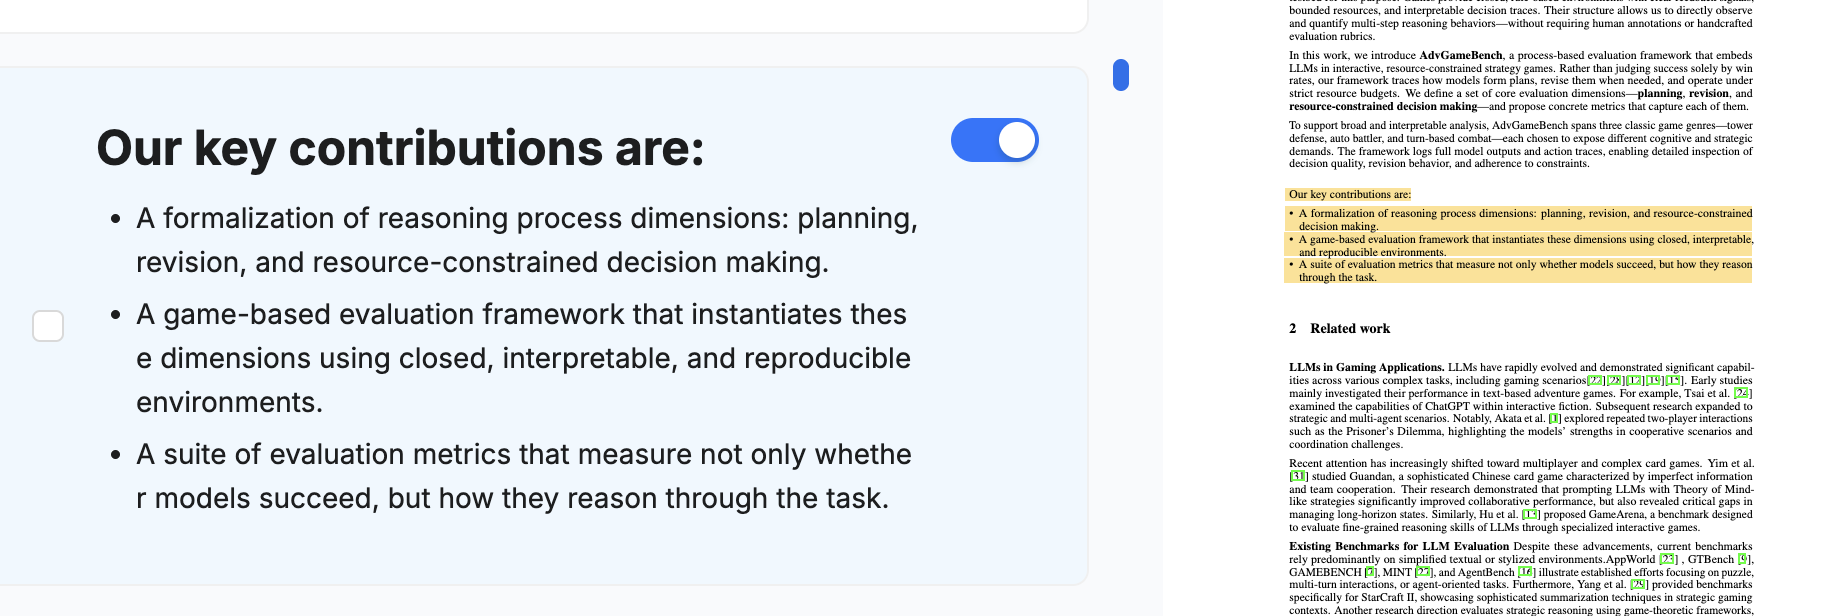 Our key contributions are:
• A formalization of reasoning process dimensions: planning,
revision, and resource-constrained decision making.
• A game-based evaluation framework that instantiates thes
e dimensions using closed, interpretable, and reproducible
environments.
• A suite of evaluation metrics that measure not only whethe
r models succeed, but how they reason through the task.
bounded resources, and interpretable decision traces. Their structure allows us to directly observe
and quantify multi-step reasoning behaviors—without requiring human annotations or handcrafted
evaluation rubrics.
In this work, we introduce AdvGameBench, a process-based evaluation framework that embeds
LLMs in interactive, resource-constrained strategy games. Rather than judging success solely by win
rates, our framework traces how models form plans, revise them when needed, and operate under
strict resource budgets. We define a set of core evaluation dimensions—planning, revision, and
resource-constrained decision making—and propose concrete metrics that capture each of them.
To support broad and interpretable analysis, AdvGameBench spans three classic game genres—tower
defense, auto battler, and turn-based combat—each chosen to expose different cognitive and strategic
demands. The framework logs full model outputs and action traces, enabling detailed inspection of
decision quality, revision behavior, and adherence to constraints.
Our key contributions are:
• A formalization of reasoning process dimensions: planning, revision, and resource-constrained
decision making.
• A game-based evaluation framework that instantiates these dimensions using closed, interpretable,
and reproducible environments.
• A suite of evaluation metrics that measure not only whether models succeed, but how they reason
through the task.
2 Related work
LLMs in Gaming Applications. LLMs have rapidly evolved and demonstrated significant capabil-
ities across various complex tasks, including gaming scenarios[27][28][12][19][15]. Early studies
mainly investigated their performance in text-based adventure games. For example, Tsai et al. [24]
examined the capabilities of ChatGPT within interactive fiction. Subsequent research expanded to
strategic and multi-agent scenarios. Notably, Akata et al. [1] explored repeated two-player interactions
such as the Prisoner's Dilemma, highlighting the models' strengths in cooperative scenarios and
coordination challenges.
Recent attention has increasingly shifted toward multiplayer and complex card games. Yim et al.
[31] studied Guandan, a sophisticated Chinese card game characterized by imperfect information
and team cooperation. Their research demonstrated that prompting LLMs with Theory of Mind-
like strategies significantly improved collaborative performance, but also revealed critical gaps in
managing long-horizon states. Similarly, Hu et al. [13] proposed GameArena, a benchmark designed
to evaluate fine-grained reasoning skills of LLMs through specialized interactive games.
Existing Benchmarks for LLM Evaluation Despite these advancements, current benchmarks
rely predominantly on simplified textual or stylized environments.AppWorld [23] , GTBench [9],
GAMEBENCH [7], MINT [27], and AgentBench [16] illustrate established efforts focusing on puzzle,
multi-turn interactions, or agent-oriented tasks. Furthermore, Yang et al. [29] provided benchmarks
specifically for StarCraft II, showcasing sophisticated summarization techniques in strategic gaming
contexts. Another research direction evaluates strategic reasoning using game-theoretic frameworks,